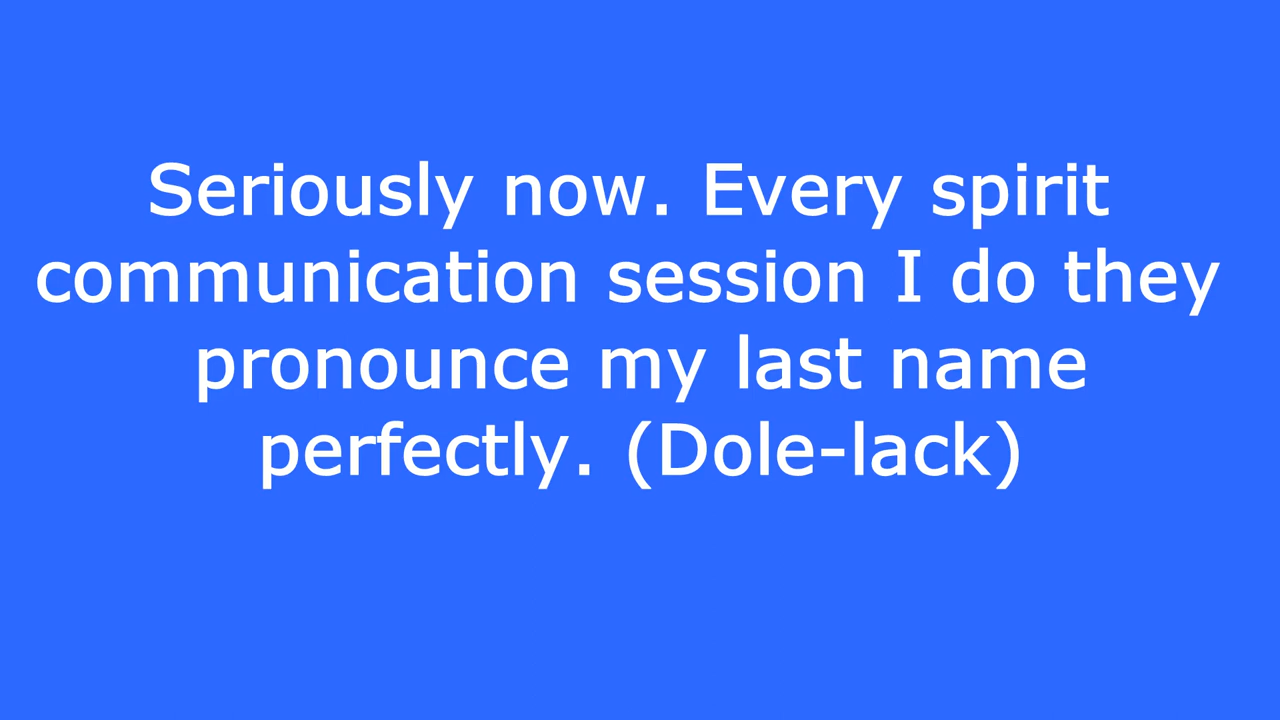 Seriously now. Every spirit
communication session I do they
pronounce my last name
perfectly. (Dole-lack)